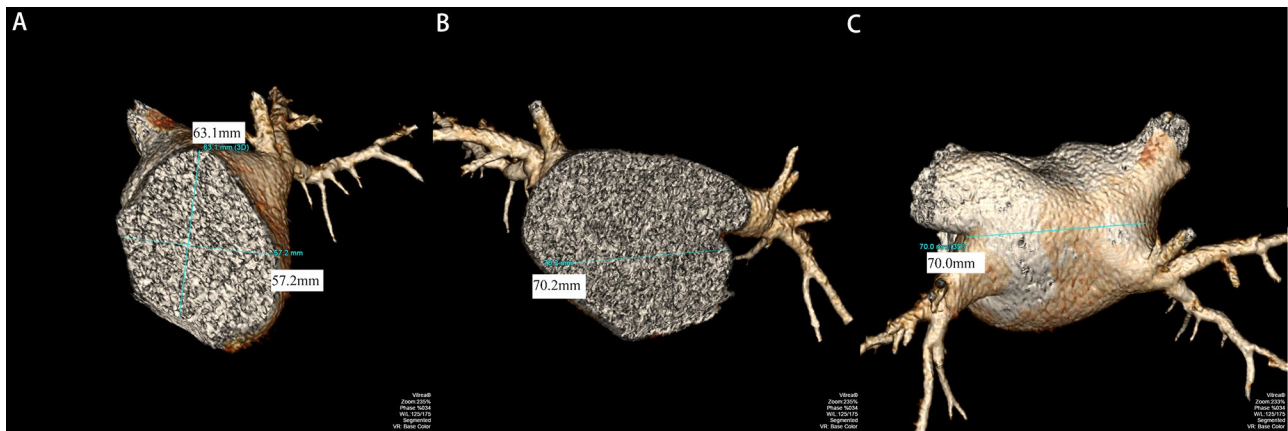 A
B
C
63.1mm
63.1 mm (3D)
57.2 mm
57.2mm
70.2mm
70.0 mm (3D)
70.0mm
Vitrea®
Zoom:235%
Phase %034
W/L:125/175
Segmented
VR: Base Color
Vitrea®
Zoom:235%
Phase %034
W/L:125/175
Segmented
VR: Base Color
Vitrea®
Zoom:233%
Phase %034
W/L:125/175
Segmented
VR: Base Color